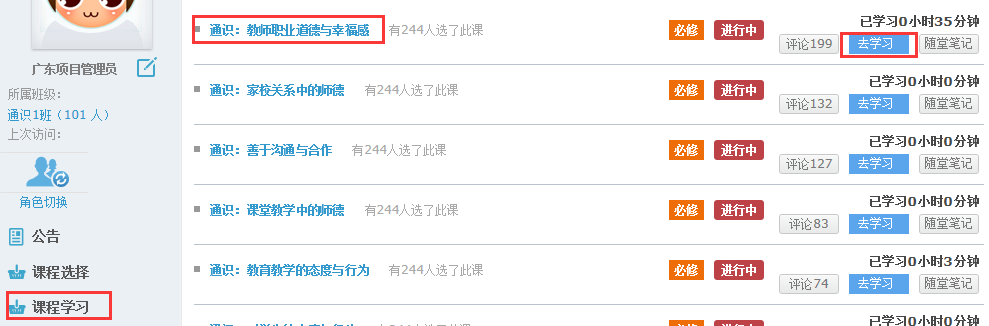 广东项目管理员
所属班级：
通识1班（101 人）
上次访问：
角色切换
公告
课程选择
课程学习
通识：教师职业道德与幸福感 有244人选了此课 必修 进行中 已学习0小时35分钟
评论199 去学习 随堂笔记
通识：家校关系中的师德 有244人选了此课 必修 进行中 已学习0小时0分钟
评论132 去学习 随堂笔记
通识：善于沟通与合作 有244人选了此课 必修 进行中 已学习0小时0分钟
评论127 去学习 随堂笔记
通识：课堂教学中的师德 有244人选了此课 必修 进行中 已学习0小时0分钟
评论83 去学习 随堂笔记
通识：教育教学的态度与行为 有244人选了此课 必修 进行中 已学习0小时3分钟
评论74 去学习 随堂笔记
已学习0小时0分钟